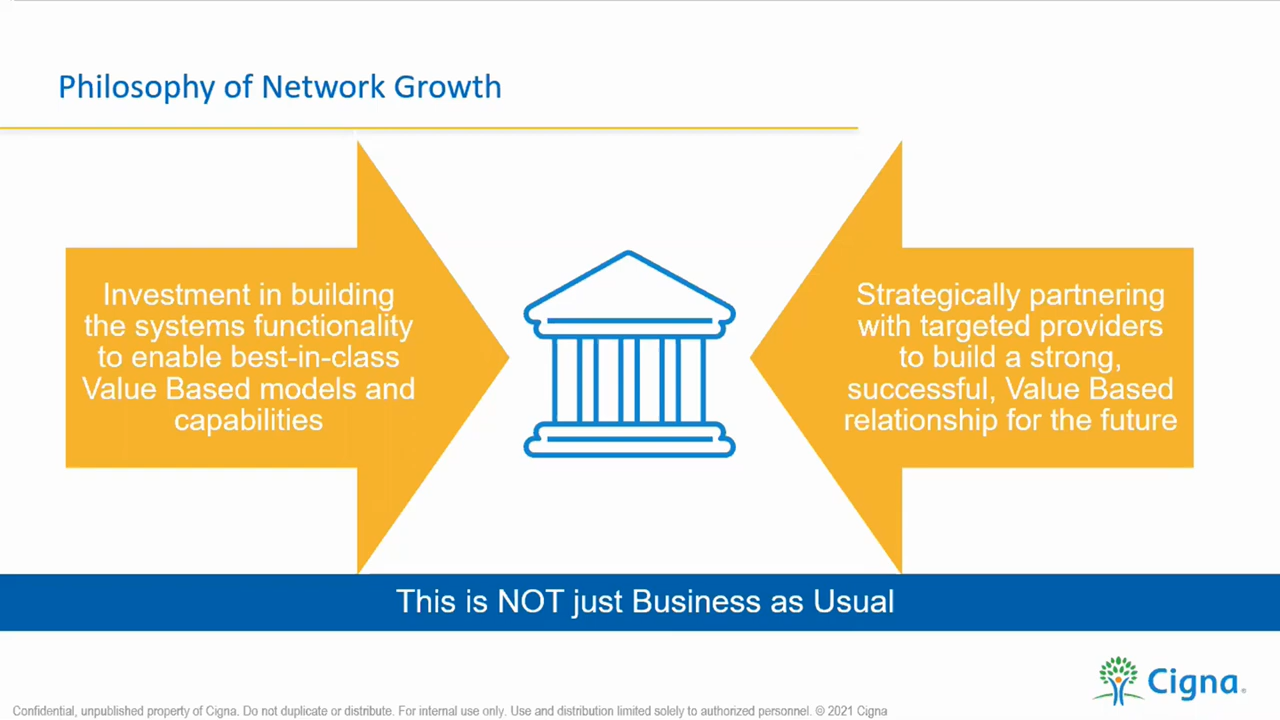 Philosophy of Network Growth
Investment in building
the systems functionality
to enable best-in-class
Value Based models and
capabilities
Strategically partnering
with targeted providers
to build a strong,
successful, Value Based
relationship for the future
This is NOT just Business as Usual
Cigna.
Confidential, unpublished property of Cigna. Do not duplicate or distribute. For internal use only. Use and distribution limited solely to authorized personnel. © 2021 Cigna